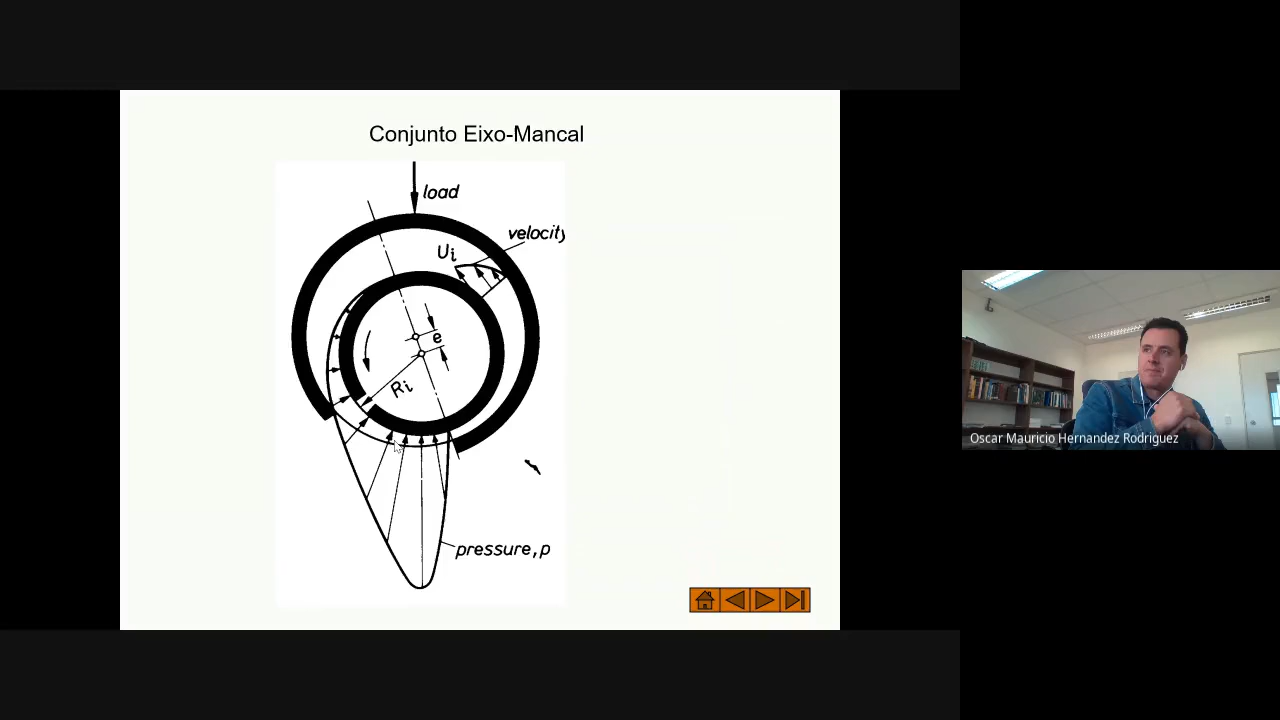 Conjunto Eixo-Mancal
load
velocity
Ui
e
Ri
pressure, p
Oscar Mauricio Hernandez Rodriguez